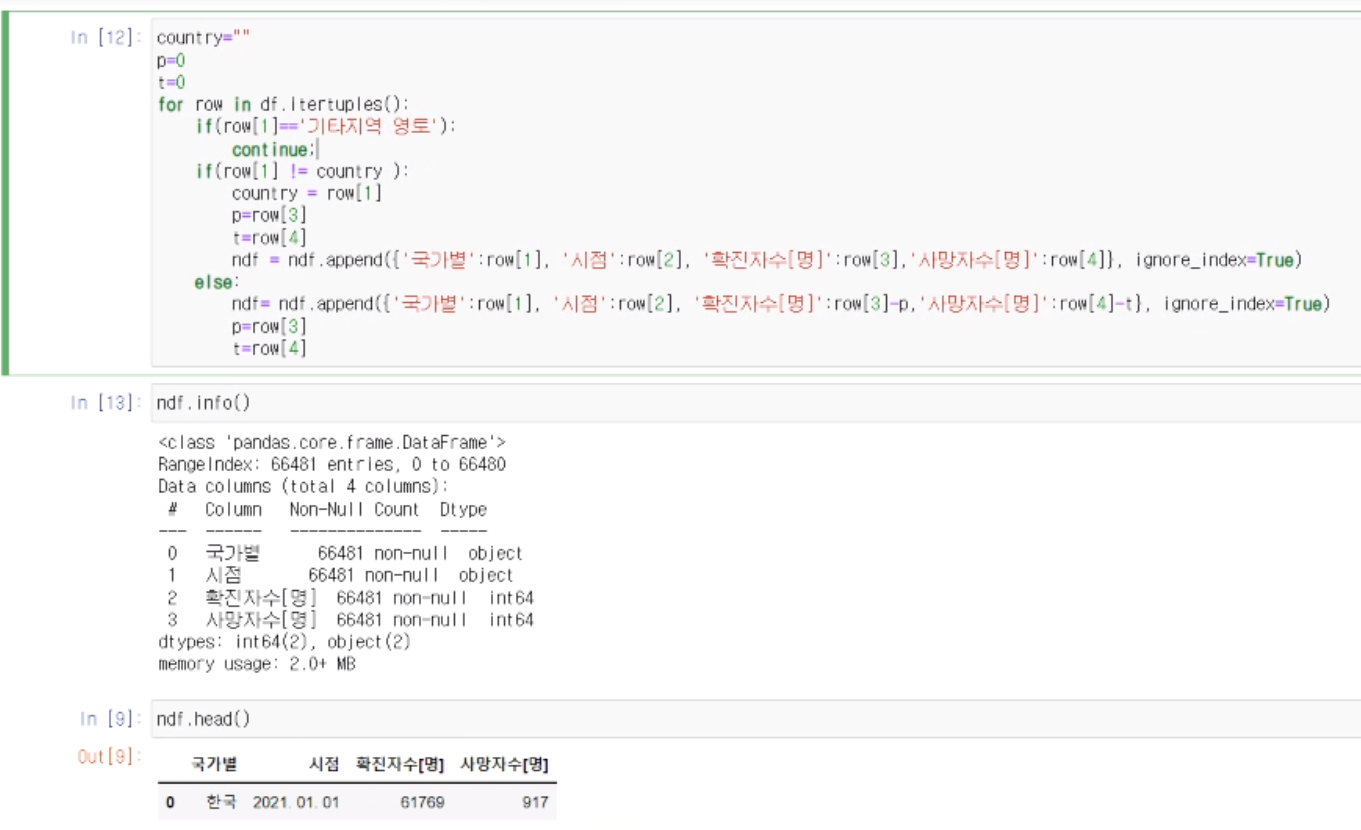 In [12]: country=""
p=0
t=0
for row in df.itertuples():
    if(row[1]=='기타지역 영토'):
        continue;
    if(row[1] != country ):
        country = row[1]
        p=row[3]
        t=row[4]
        ndf = ndf.append({'국가별':row[1], '시점':row[2], '확진자수[명]':row[3],'사망자수[명]':row[4]}, ignore_index=True)
    else:
        ndf= ndf.append({'국가별':row[1], '시점':row[2], '확진자수[명]':row[3]-p,'사망자수[명]':row[4]-t}, ignore_index=True)
        p=row[3]
        t=row[4]
In [13]: ndf.info()
<class 'pandas.core.frame.DataFrame'>
RangeIndex: 66481 entries, 0 to 66480
Data columns (total 4 columns):
 #   Column   Non-Null Count  Dtype
---  ------   --------------  -----
 0   국가별      66481 non-null  object
 1   시점       66481 non-null  object
 2   확진자수[명]  66481 non-null  int64
 3   사망자수[명]  66481 non-null  int64
dtypes: int64(2), object(2)
memory usage: 2.0+ MB
In [9]: ndf.head()
Out[9]:
국가별 시점 확진자수[명] 사망자수[명]
0 한국 2021. 01. 01 61769 917